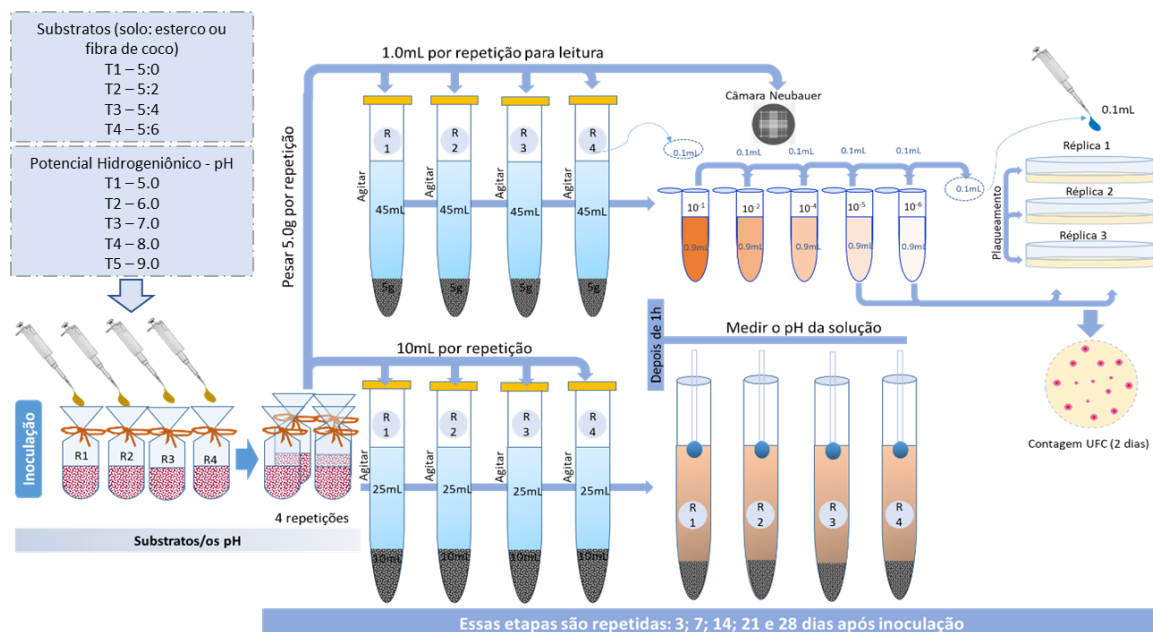 Substratos (solo: esterco ou
fibra de coco)
T1 – 5:0
T2 – 5:2
T3 – 5:4
T4 – 5:6
Potencial Hidrogeniônico - pH
T1 – 5.0
T2 – 6.0
T3 – 7.0
T4 – 8.0
T5 – 9.0
Inoculação
R1
R2
R3
R4
4 repetições
Substratos/os pH
Pesar 5.0g por repetição
1.0mL por repetição para leitura
R
1
R
2
R
3
R
4
Agitar
Agitar
Agitar
Agitar
45mL
45mL
45mL
45mL
5g
5g
5g
5g
Câmara Neubauer
0.1mL
0.1mL
0.1mL
0.1mL
0.1mL
0.1mL
0.1mL
10⁻¹
10⁻²
10⁻⁴
10⁻⁵
10⁻⁶
0.9mL
0.9mL
0.9mL
0.9mL
0.9mL
0.1mL
Plaqueamento
Réplica 1
Réplica 2
Réplica 3
Contagem UFC (2 dias)
10mL por repetição
R
1
R
2
R
3
R
4
Agitar
Agitar
Agitar
Agitar
25mL
25mL
25mL
25mL
10mL
10mL
10mL
10mL
Depois de 1h
Medir o pH da solução
R
1
R
2
R
3
R
4
Essas etapas são repetidas: 3; 7; 14; 21 e 28 dias após inoculação